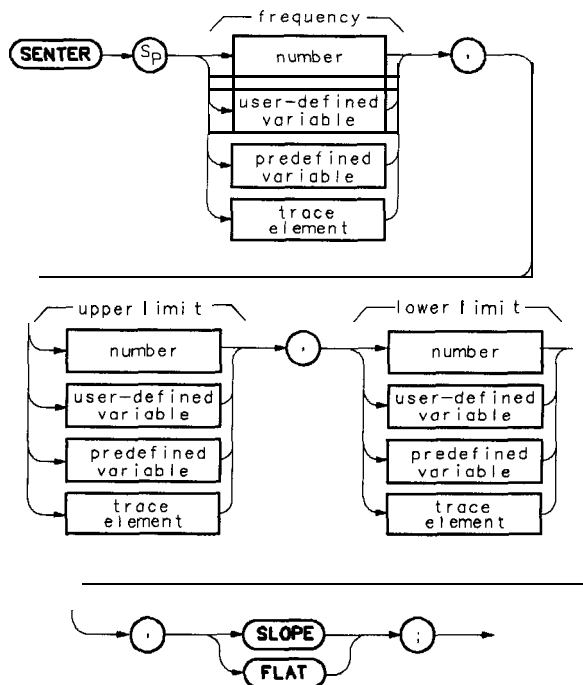 frequency
SENTER
Sp
number
,
user-defined
variable
predefined
variable
trace
element
upper limit
lower limit
number
,
number
user-defined
variable
user-defined
variable
predefined
variable
predefined
variable
trace
element
trace
element
,
SLOPE
;
FLAT